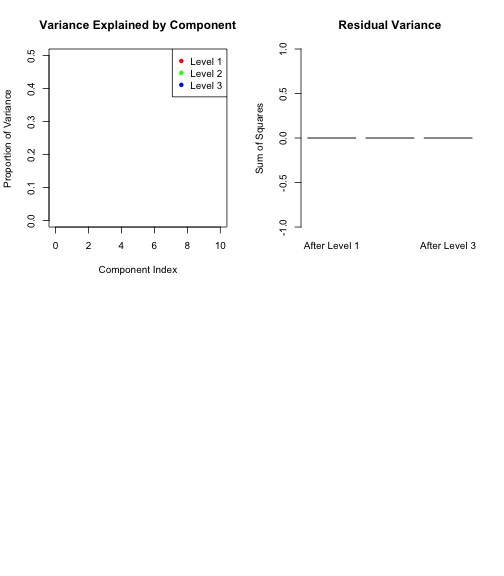 Variance Explained by Component
Proportion of Variance
0.5
0.4
0.3
0.2
0.1
0.0
Level 1
Level 2
Level 3
0 2 4 6 8 10
Component Index
Residual Variance
Sum of Squares
1.0
0.5
0.0
-0.5
-1.0
After Level 1 After Level 3